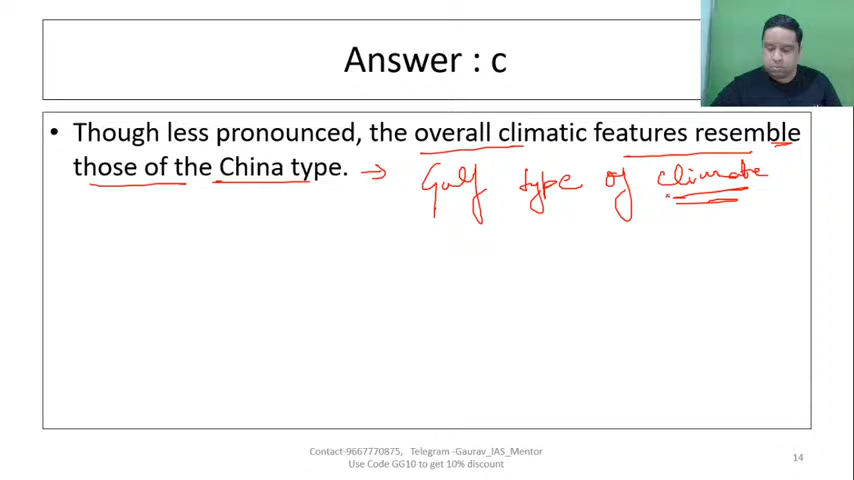 Answer : c
• Though less pronounced, the overall climatic features resemble
those of the China type. → Gulf type of climate
Contact-9667770875, Telegram -Gaurav_IAS_Mentor
Use Code GG10 to get 10% discount
14